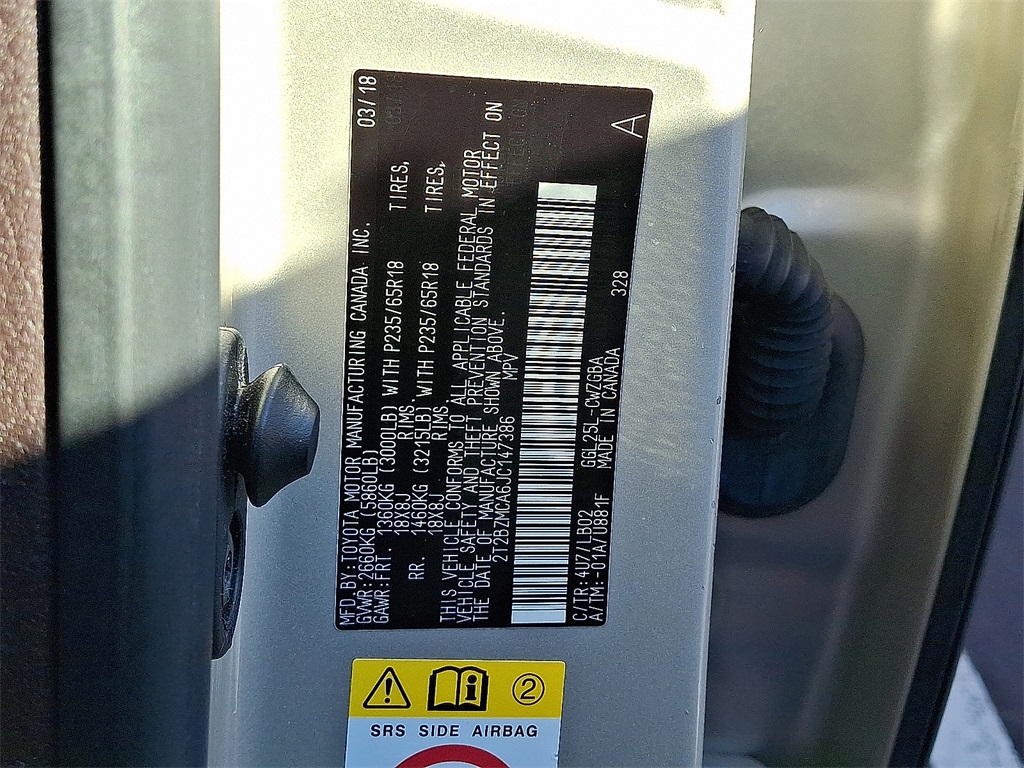 MFD.BY:TOYOTA MOTOR MANUFACTURING CANADA INC. 03/18
GVWR:2660KG (5860LB)
GAWR:FRT. 1360KG (3000LB) WITH P235/65R18 TIRES,
18X8J RIMS.
RR. 1460KG (3215LB) WITH P235/65R18 TIRES,
18X8J RIMS.
THIS VEHICLE CONFORMS TO ALL APPLICABLE FEDERAL MOTOR
VEHICLE SAFETY AND THEFT PREVENTION STANDARDS IN EFFECT ON
THE DATE OF MANUFACTURE SHOWN ABOVE.
2T2BZMCA6JC147386 MPV
C/TR:4U7/LB02 GGL25L-CWZGBA
A/TM:-01A/U881F MADE IN CANADA 328 A
2
SRS SIDE AIRBAG